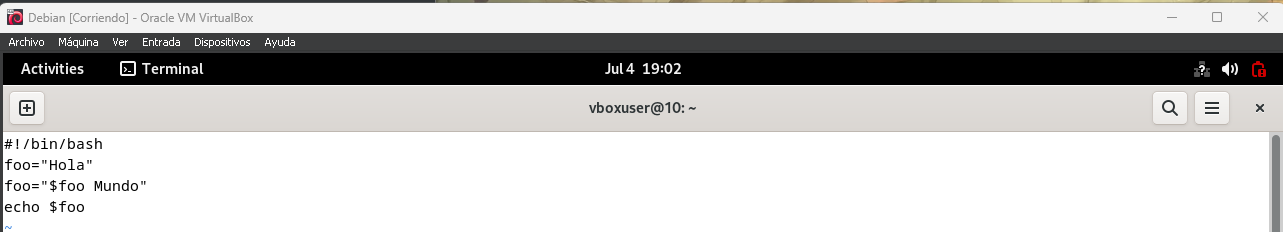 Debian [Corriendo] - Oracle VM VirtualBox
Archivo Máquina Ver Entrada Dispositivos Ayuda
Activities Terminal Jul 4 19:02
vboxuser@10: ~
#!/bin/bash
foo="Hola"
foo="$foo Mundo"
echo $foo
~